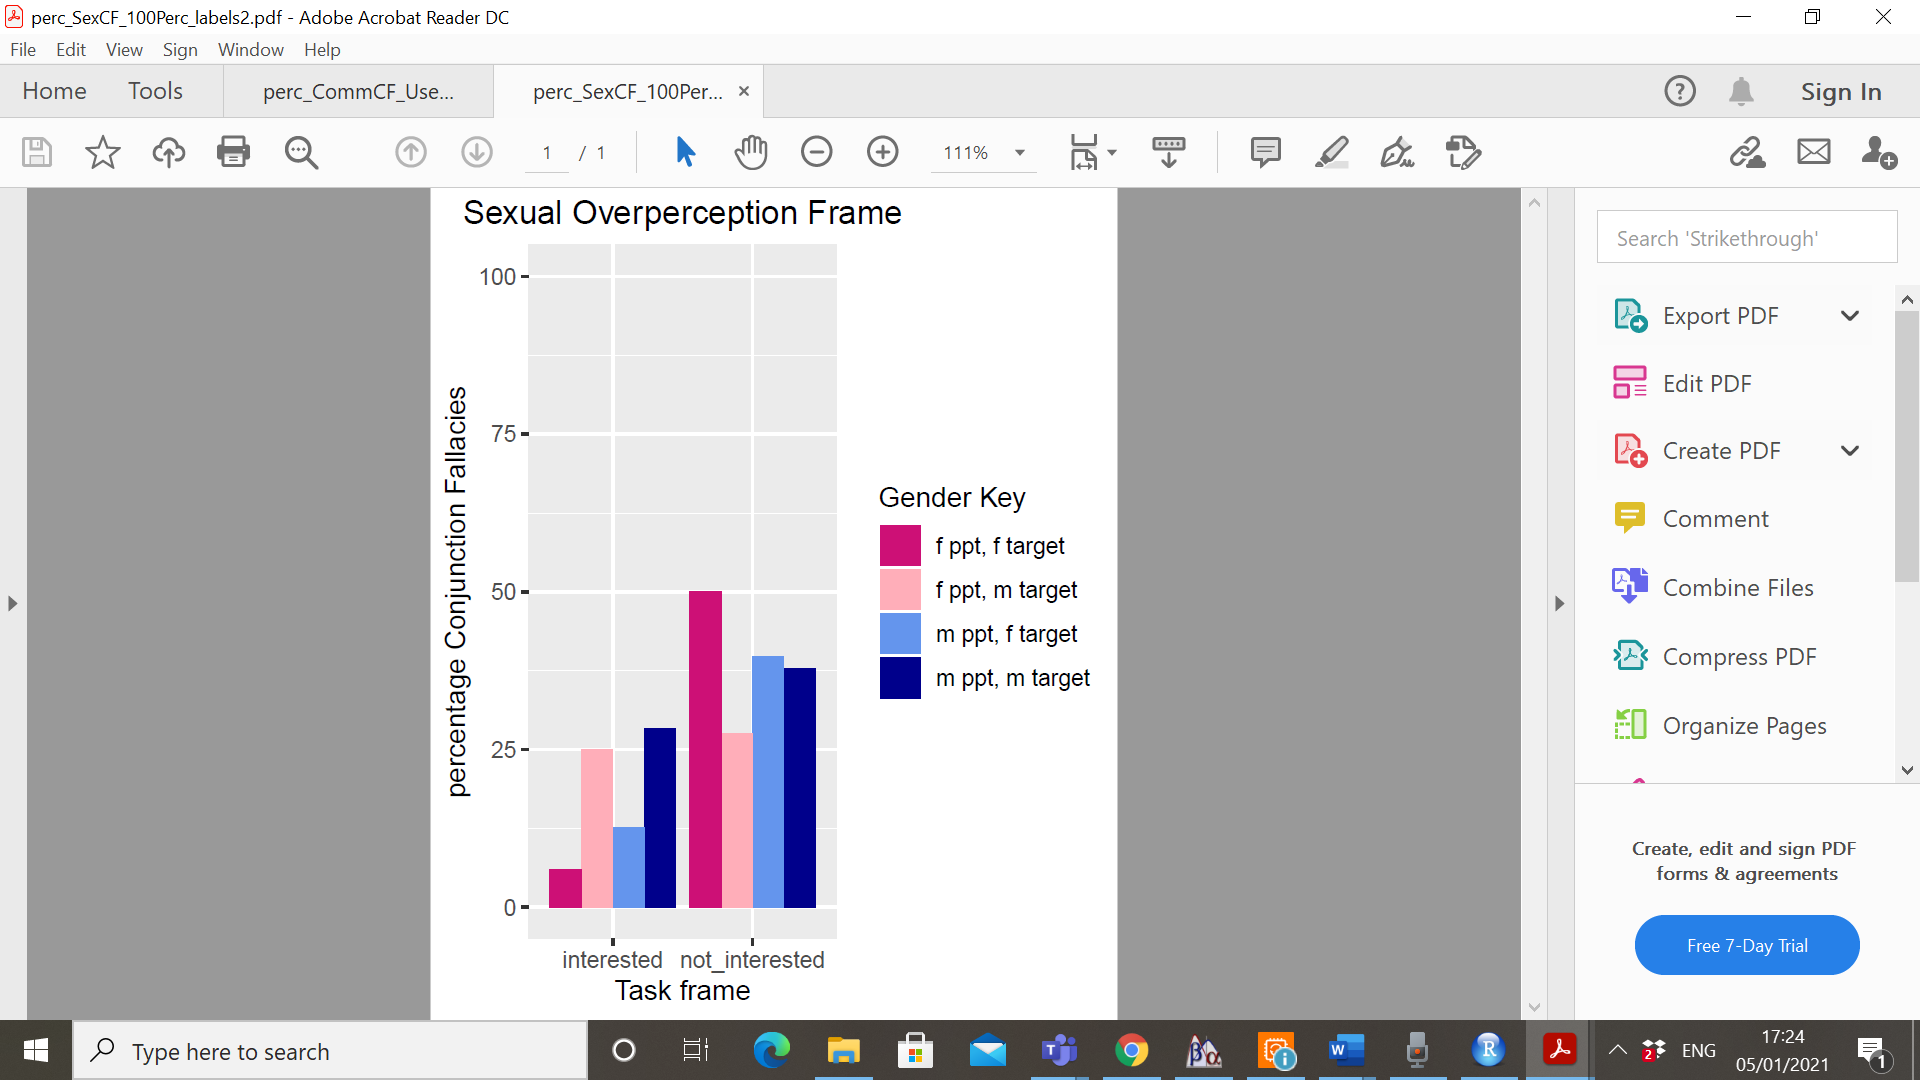 perc_SexCF_100Perc_labels2.pdf - Adobe Acrobat Reader DC
File Edit View Sign Window Help
Home Tools perc_CommCF_Use... perc_SexCF_100Per... × Sign In
1 / 1 111%
Sexual Overperception Frame
100
75
50
25
0
percentage Conjunction Fallacies
interested not_interested
Task frame
Gender Key
f ppt, f target
f ppt, m target
m ppt, f target
m ppt, m target
Search 'Strikethrough'
Export PDF
Edit PDF
Create PDF
Comment
Combine Files
Compress PDF
Organize Pages
Create, edit and sign PDF
forms & agreements
Free 7-Day Trial
Type here to search
βα
i
W
R
2
ENG
17:24
05/01/2021
1